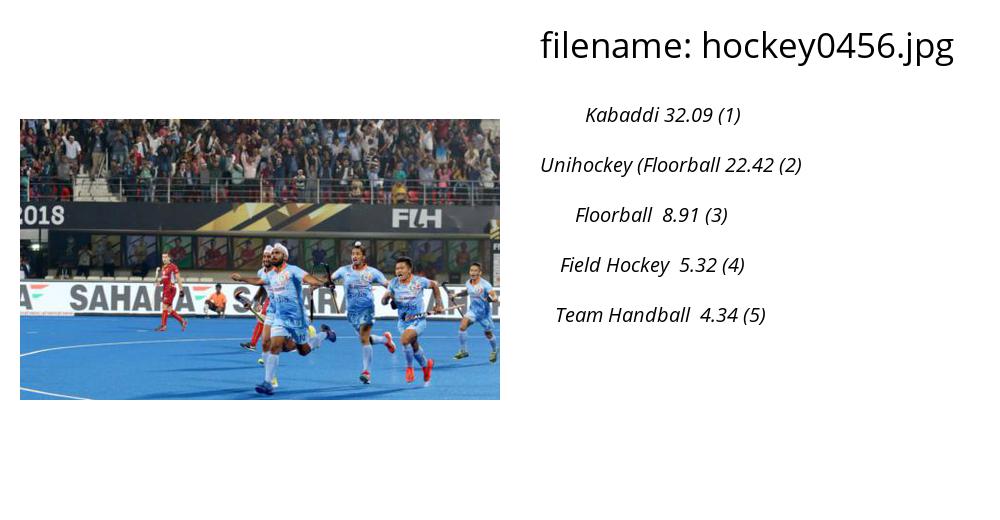 filename: hockey0456.jpg
Kabaddi 32.09 (1)
Unihockey (Floorball 22.42 (2)
Floorball 8.91 (3)
Field Hockey 5.32 (4)
Team Handball 4.34 (5)
2018
FIH
SAHARA